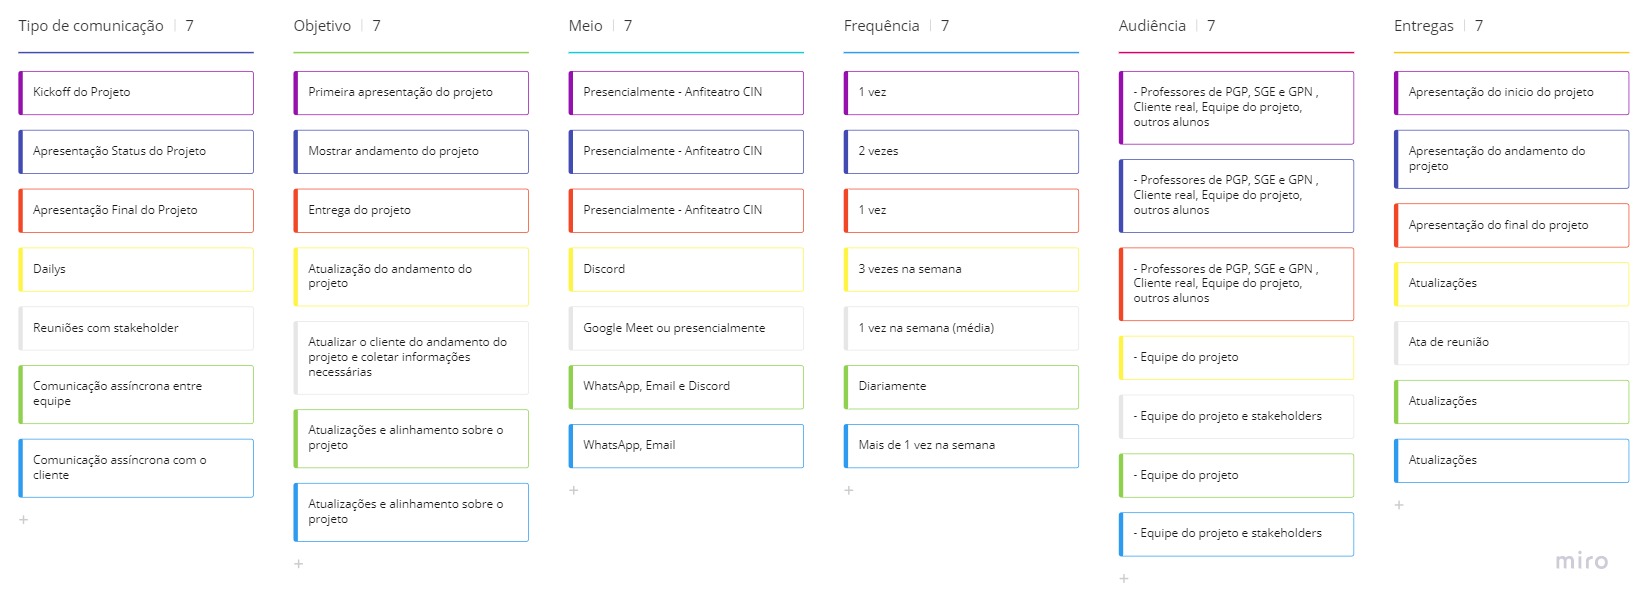 Tipo de comunicação | 7
Kickoff do Projeto
Apresentação Status do Projeto
Apresentação Final do Projeto
Dailys
Reuniões com stakeholder
Comunicação assíncrona entre
equipe
Comunicação assíncrona com o
cliente
+
Objetivo | 7
Primeira apresentação do projeto
Mostrar andamento do projeto
Entrega do projeto
Atualização do andamento do
projeto
Atualizar o cliente do andamento do
projeto e coletar informações
necessárias
Atualizações e alinhamento sobre o
projeto
Atualizações e alinhamento sobre o
projeto
+
Meio | 7
Presencialmente - Anfiteatro CIN
Presencialmente - Anfiteatro CIN
Presencialmente - Anfiteatro CIN
Discord
Google Meet ou presencialmente
WhatsApp, Email e Discord
WhatsApp, Email
+
Frequência | 7
1 vez
2 vezes
1 vez
3 vezes na semana
1 vez na semana (média)
Diariamente
Mais de 1 vez na semana
+
Audiência | 7
- Professores de PGP, SGE e GPN ,
Cliente real, Equipe do projeto,
outros alunos
- Professores de PGP, SGE e GPN ,
Cliente real, Equipe do projeto,
outros alunos
- Professores de PGP, SGE e GPN ,
Cliente real, Equipe do projeto,
outros alunos
- Equipe do projeto
- Equipe do projeto e stakeholders
- Equipe do projeto
- Equipe do projeto e stakeholders
+
Entregas | 7
Apresentação do inicio do projeto
Apresentação do andamento do
projeto
Apresentação do final do projeto
Atualizações
Ata de reunião
Atualizações
Atualizações
+
miro